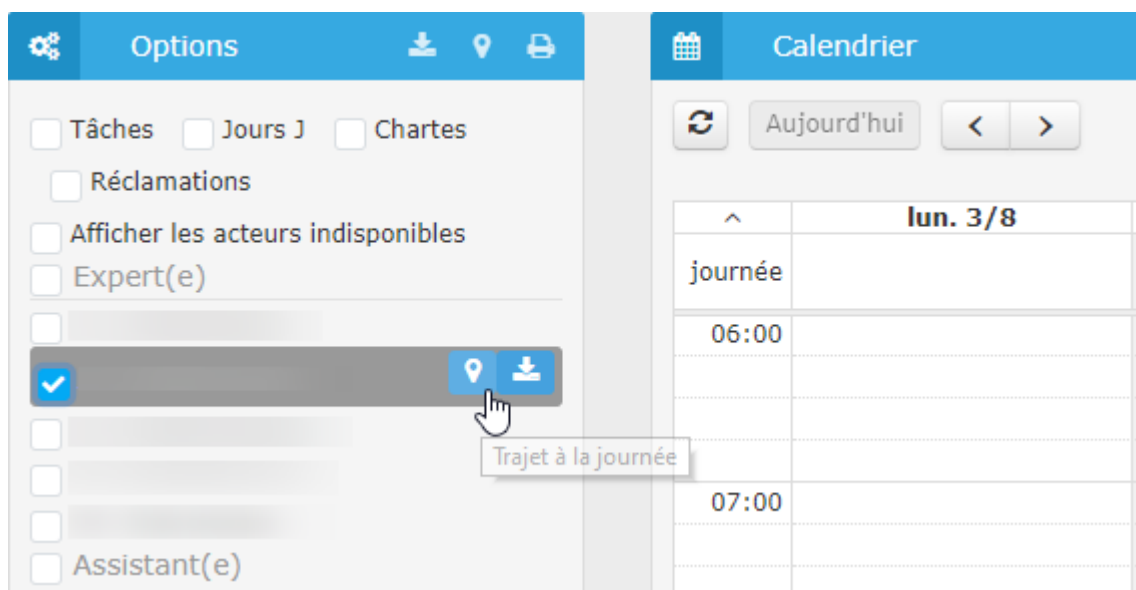 Options
Tâches Jours J Chartes
Réclamations
Afficher les acteurs indisponibles
Expert(e)
Trajet à la journée
Assistant(e)
Calendrier
Aujourd'hui
lun. 3/8
journée
06:00
07:00